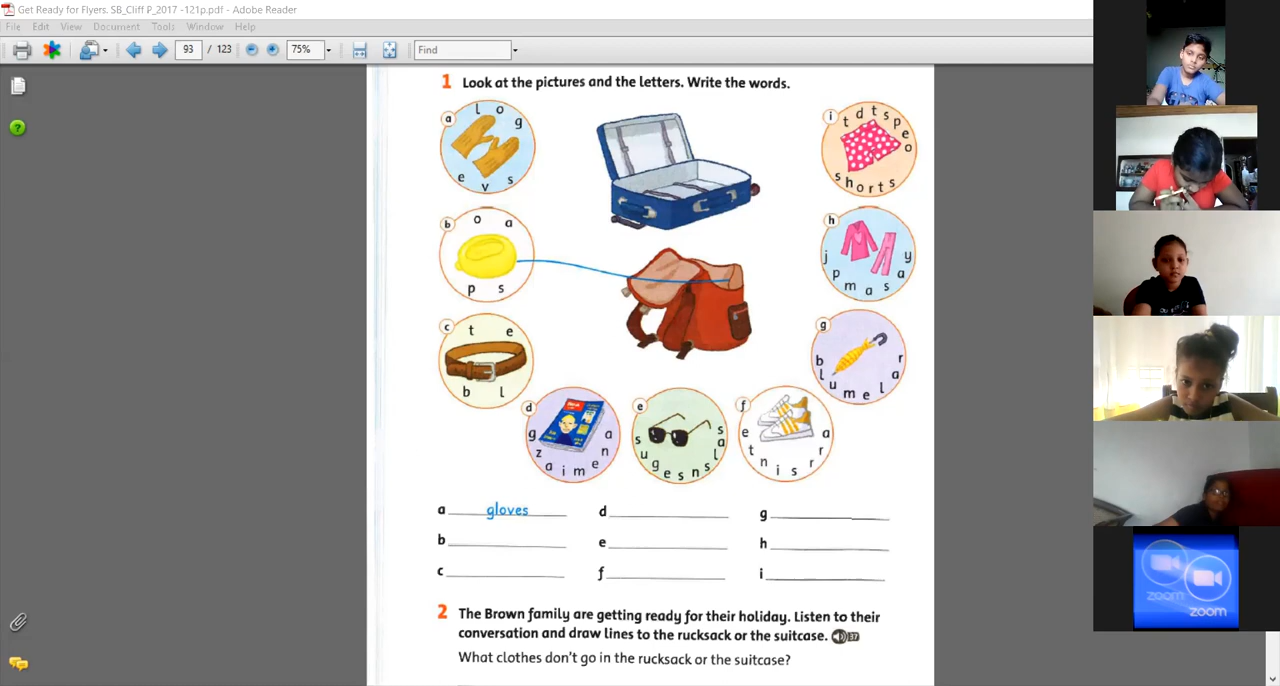 Get Ready for Flyers. SB_Cliff P_2017 -121p.pdf - Adobe Reader
File Edit View Document Tools Window Help
93 / 123 75% Find
1 Look at the pictures and the letters. Write the words.
a l o g e v s
b o a p s
c t e b l
d g a z n a i m e
e s s u a g l e s n s
f e a t r n i s r
g b r l a u m e l
h j y p a m a s
i t d t s p e o s h o r t s
a gloves d g
b e h
c f i
2 The Brown family are getting ready for their holiday. Listen to their
conversation and draw lines to the rucksack or the suitcase. 37
What clothes don't go in the rucksack or the suitcase?
zoom
zoom